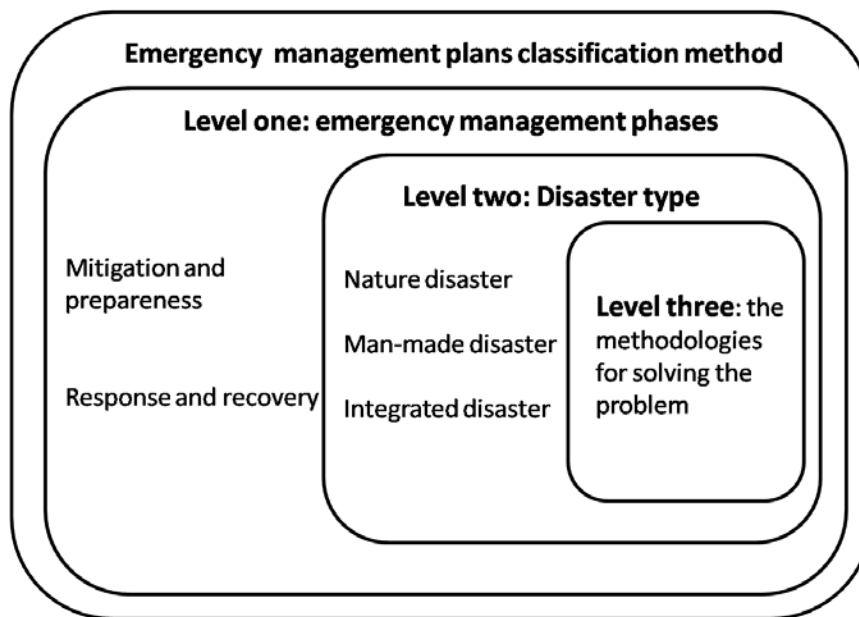 Emergency management plans classification method
Level one: emergency management phases
Level two: Disaster type
Mitigation and
prepareness
Response and recovery
Nature disaster
Man-made disaster
Integrated disaster
Level three: the
methodologies
for solving the
problem